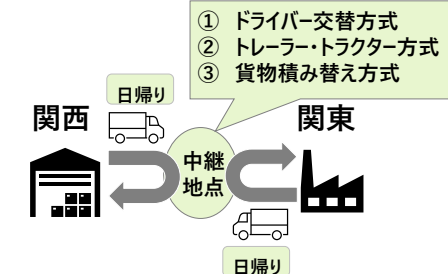 ① ドライバー交替方式
② トレーラー・トラクター方式
③ 貨物積み替え方式
日帰り
関西
関東
中継
地点
日帰り